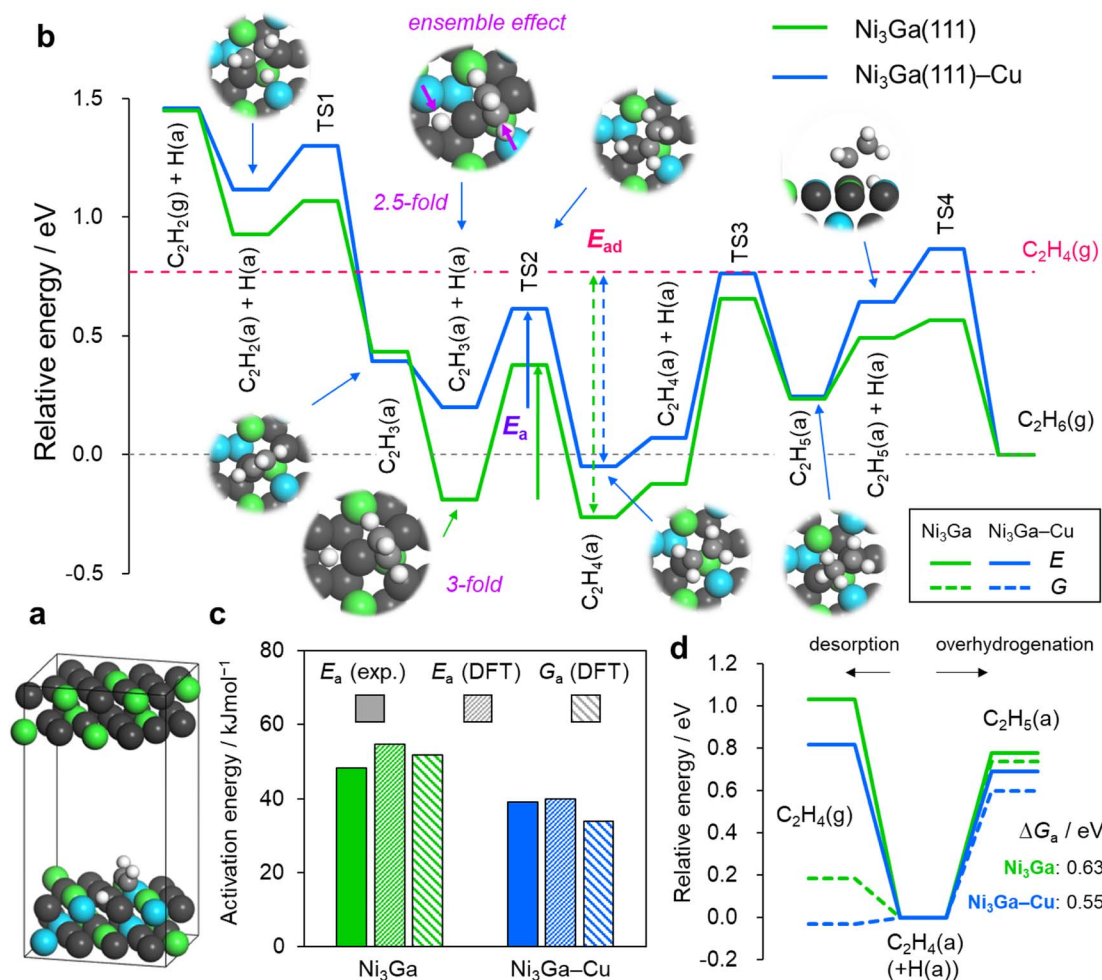 b
ensemble effect
Ni₃Ga(111)
Ni₃Ga(111)–Cu
Relative energy / eV
1.5
1.0
0.5
0.0
-0.5
C₂H₂(g) + H(a)
C₂H₂(a) + H(a)
TS1
C₂H₃(a)
2.5-fold
C₂H₃(a) + H(a)
3-fold
TS2
Eₐ
E_ad
C₂H₄(a)
C₂H₄(a) + H(a)
TS3
C₂H₅(a)
C₂H₅(a) + H(a)
TS4
C₂H₄(g)
C₂H₆(g)
Ni₃Ga Ni₃Ga–Cu
E
G
a
c
Activation energy / kJmol⁻¹
80
60
40
20
0
Eₐ (exp.) Eₐ (DFT) Gₐ (DFT)
Ni₃Ga Ni₃Ga–Cu
d
desorption overhydrogenation
Relative energy / eV
1.2
1.0
0.8
0.6
0.4
0.2
0.0
-0.2
C₂H₄(g)
C₂H₅(a)
ΔGₐ / eV
Ni₃Ga: 0.63
Ni₃Ga–Cu: 0.55
C₂H₄(a)
(+H(a))